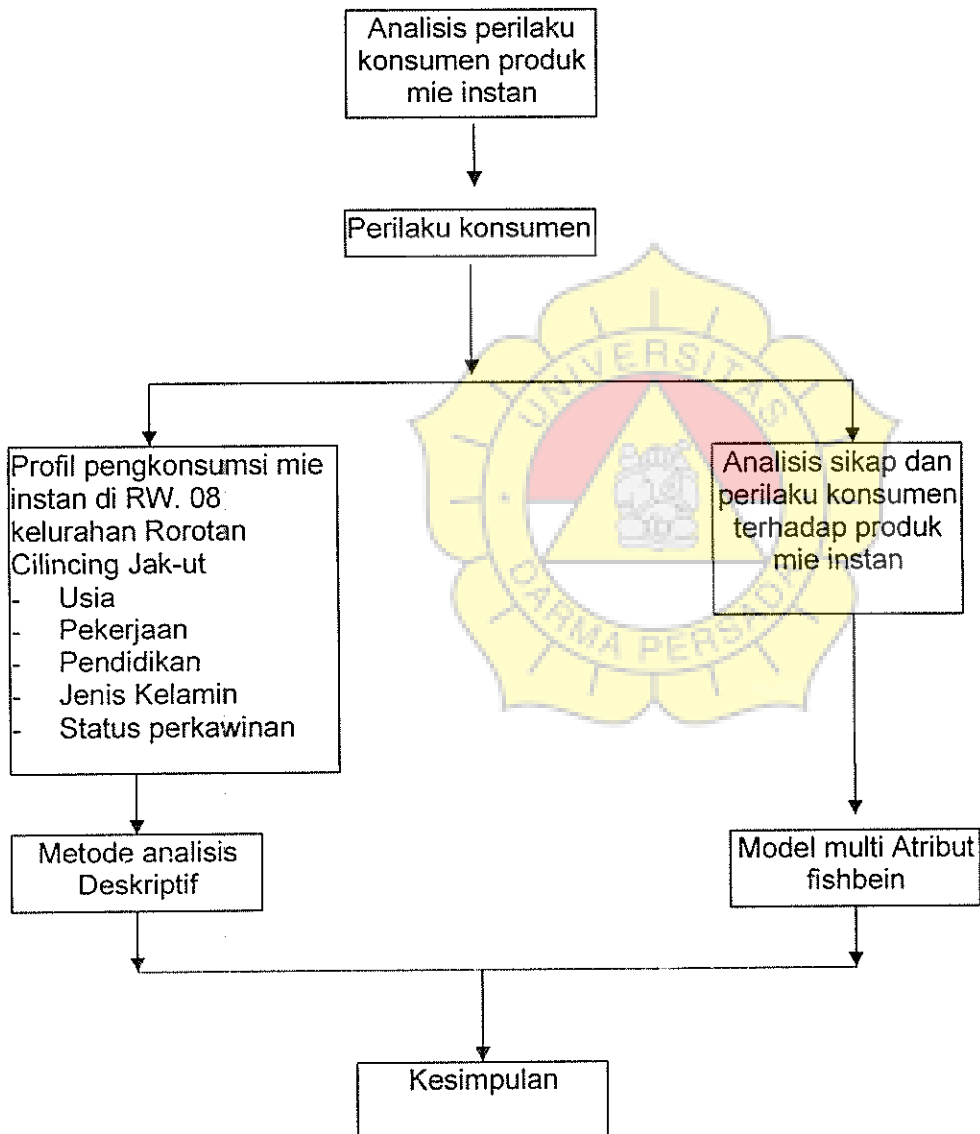 Analisis perilaku
konsumen produk
mie instan
Perilaku konsumen
UNIVERSITAS
DARMA PERSADA
Profil pengkonsumsi mie
instan di RW. 08
kelurahan Rorotan
Cilincing Jak-ut
- Usia
- Pekerjaan
- Pendidikan
- Jenis Kelamin
- Status perkawinan
Analisis sikap dan
perilaku konsumen
terhadap produk
mie instan
Metode analisis
Deskriptif
Model multi Atribut
fishbein
Kesimpulan